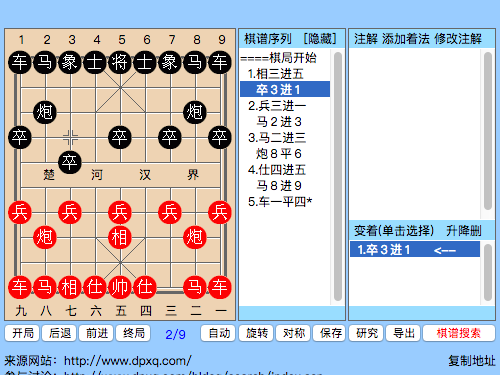 1 2 3 4 5 6 7 8 9
车 马 象 士 将 士 象 马 车
炮 炮
卒 卒 卒 卒
卒
楚 河 汉 界
兵 兵 兵 兵 兵
炮 相 炮
车 马 相 仕 帅 仕 马 车
九 八 七 六 五 四 三 二 一
棋谱序列 [隐藏]
====棋局开始
1.相三进五
卒3进1
2.兵三进一
马2进3
3.马二进三
炮8平6
4.仕四进五
马8进9
5.车一平四*
注解 添加着法 修改注解
变着(单击选择) 升降删
1.卒3进1 <--
开局 后退 前进 终局 2/9 自动 旋转 对称 保存 研究 导出 棋谱搜索
来源网站: http://www.dpxq.com/ 复制地址